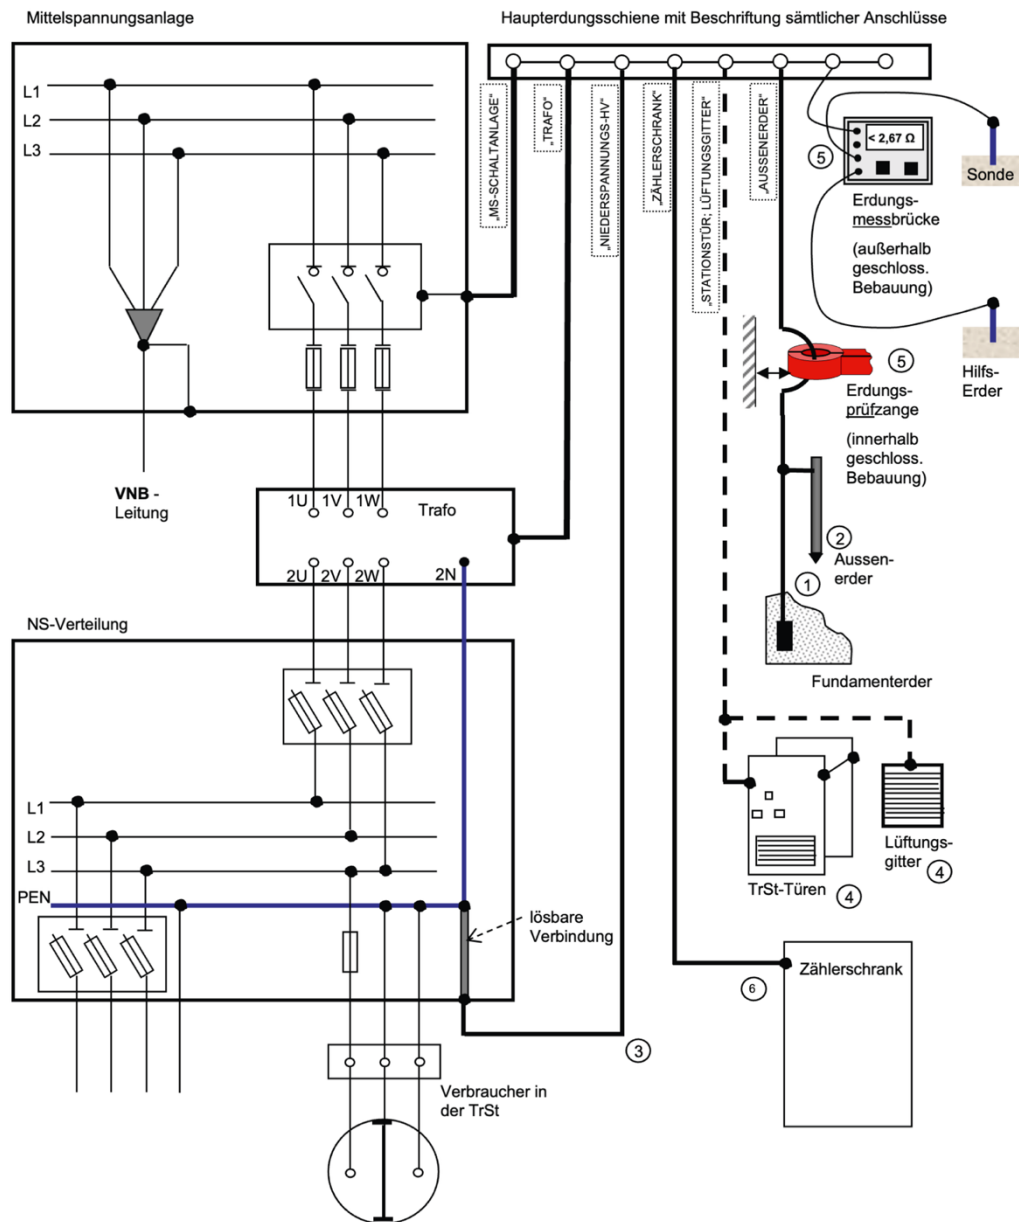 Mittelspannungsanlage
Haupterdungsschiene mit Beschriftung sämtlicher Anschlüsse
L1
L2
L3
„MS-SCHALTANLAGE“
„TRAFO“
„NIEDERSPANNUNGS-HV“
„ZÄHLERSCHRANK“
„STATIONSTÜR; LÜFTUNGSGITTER“
„AUSSENERDER“
< 2,67 Ω
5
Sonde
Erdungs-
messbrücke
(außerhalb
geschloss.
Bebauung)
5
Hilfs-
Erder
Erdungs-
prüfzange
(innerhalb
geschloss.
Bebauung)
VNB -
Leitung
1U 1V 1W
Trafo
2U 2V 2W 2N
2
Aussen-
erder
1
Fundamenterder
NS-Verteilung
L1
L2
L3
PEN
lösbare
Verbindung
TrSt-Türen
4
Lüftungs-
gitter
4
Zählerschrank
6
3
Verbraucher in
der TrSt